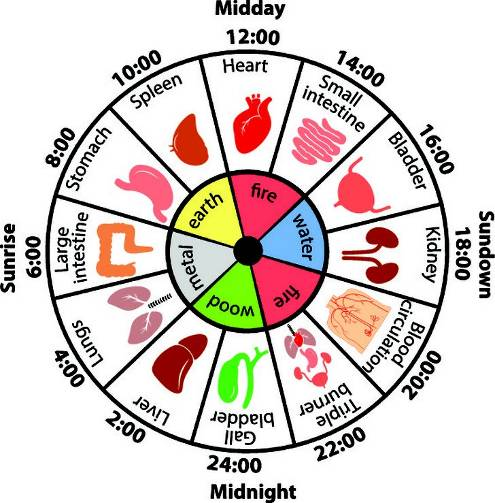 Midday
12:00
Heart
14:00
Small
intestine
16:00
Bladder
Sundown
18:00
Kidney
20:00
Blood
circulation
22:00
Triple
burner
Midnight
24:00
Gall
bladder
2:00
Liver
4:00
Lungs
Sunrise
6:00
Large
intestine
8:00
Stomach
10:00
Spleen
fire
water
fire
wood
metal
earth